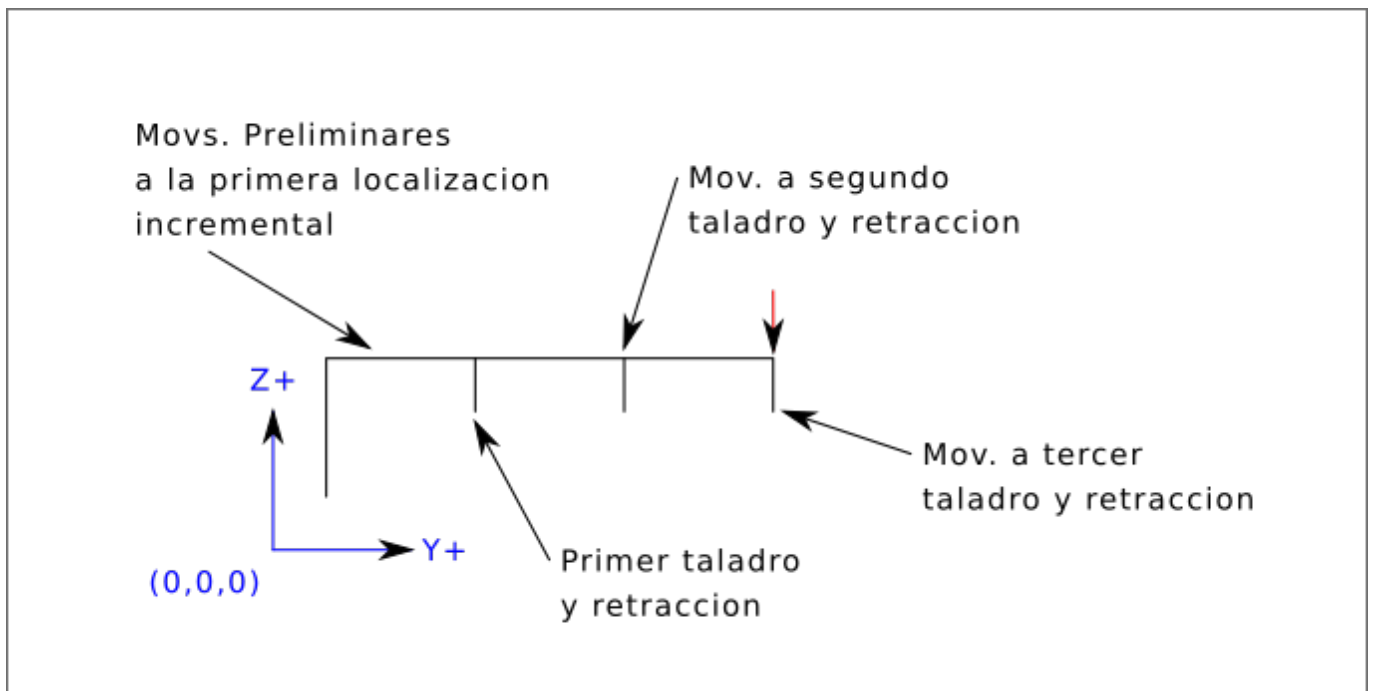 Movs. Preliminares
a la primera localizacion
incremental
Mov. a segundo
taladro y retraccion
Z+
Mov. a tercer
taladro y retraccion
Y+
(0,0,0)
Primer taladro
y retraccion